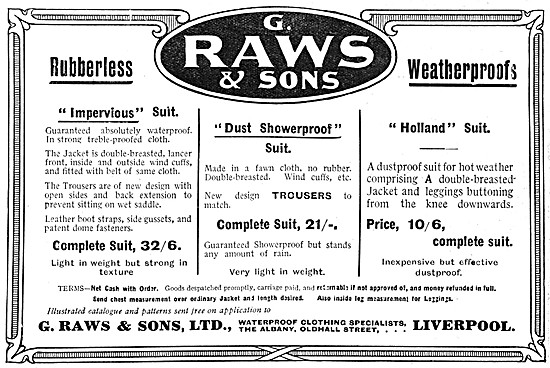 G.
RAWS
& SONS
Rubberless
Weatherproofs
"Impervious" Suit.
Guaranteed absolutely waterproof.
In strong treble-proofed cloth.
The Jacket is double-breasted, lancer
front, inside and outside wind cuffs,
and fitted with belt of same cloth.
The Trousers are of new design with
open sides and back extension to
prevent sitting on wet saddle.
Leather boot straps, side gussets, and
patent dome fasteners.
Complete Suit, 32/6.
Light in weight but strong in
texture
"Dust Showerproof"
Suit.
Made in a fawn cloth, no rubber.
Double-breasted. Wind cuffs, etc.
New design TROUSERS to
match.
Complete Suit, 21/-.
Guaranteed Showerproof but stands
any amount of rain.
Very light in weight.
"Holland" Suit.
A dustproof suit for hot weather
comprising A double-breasted-
Jacket and leggings buttoning
from the knee downwards.
Price, 10/6,
complete suit.
Inexpensive but effective
dustproof.
TERMS—Net Cash with Order. Goods despatched promptly, carriage paid, and returnable if not approved of, and money refunded in full.
Send chest measurement over ordinary Jacket and length desired. Also inside leg measurement for Leggings.
Illustrated catalogue and patterns sent free on application to
G. RAWS & SONS, LTD., WATERPROOF CLOTHING SPECIALISTS, THE ALBANY, OLDHALL STREET, . . . LIVERPOOL.